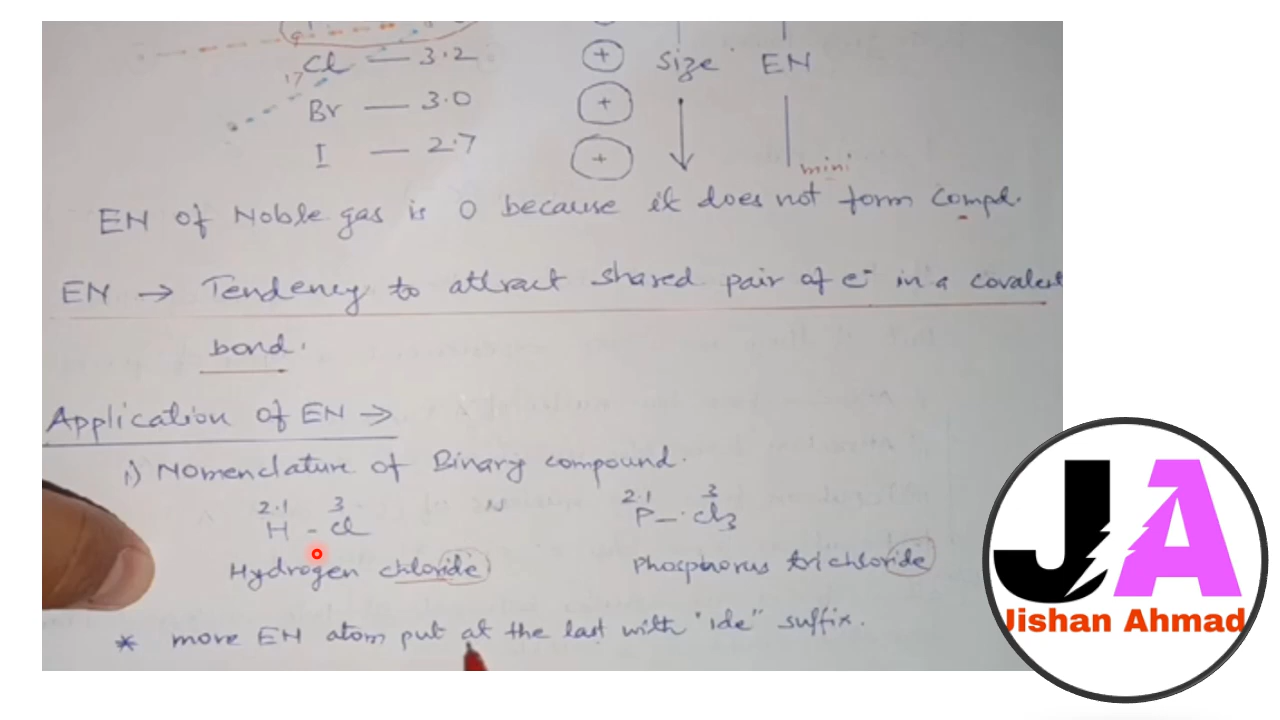 Cl — 3.2
17
Br — 3.0
I — 2.7
+
+
+
Size
EN
mini
EN of Noble gas is 0 because it does not form compd.
EN → Tendency to attract shared pair of e⁻ in a covalent
bond.
Application of EN →
1) Nomenclature of Binary compound.
2.1 3
H - Cl
Hydrogen chloride
N
2.1 3
P - Cl3
Phosphorus trichloride
* more EN atom put at the last with "ide" suffix.
JA
Jishan Ahmad